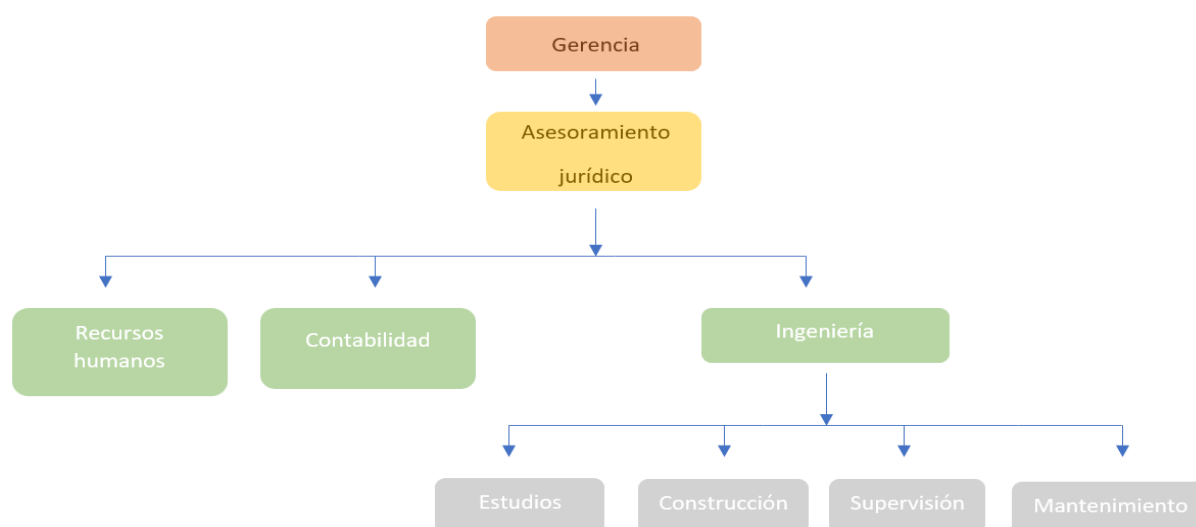 Gerencia
Asesoramiento
jurídico
Recursos
humanos
Contabilidad
Ingeniería
Estudios
Construcción
Supervisión
Mantenimiento